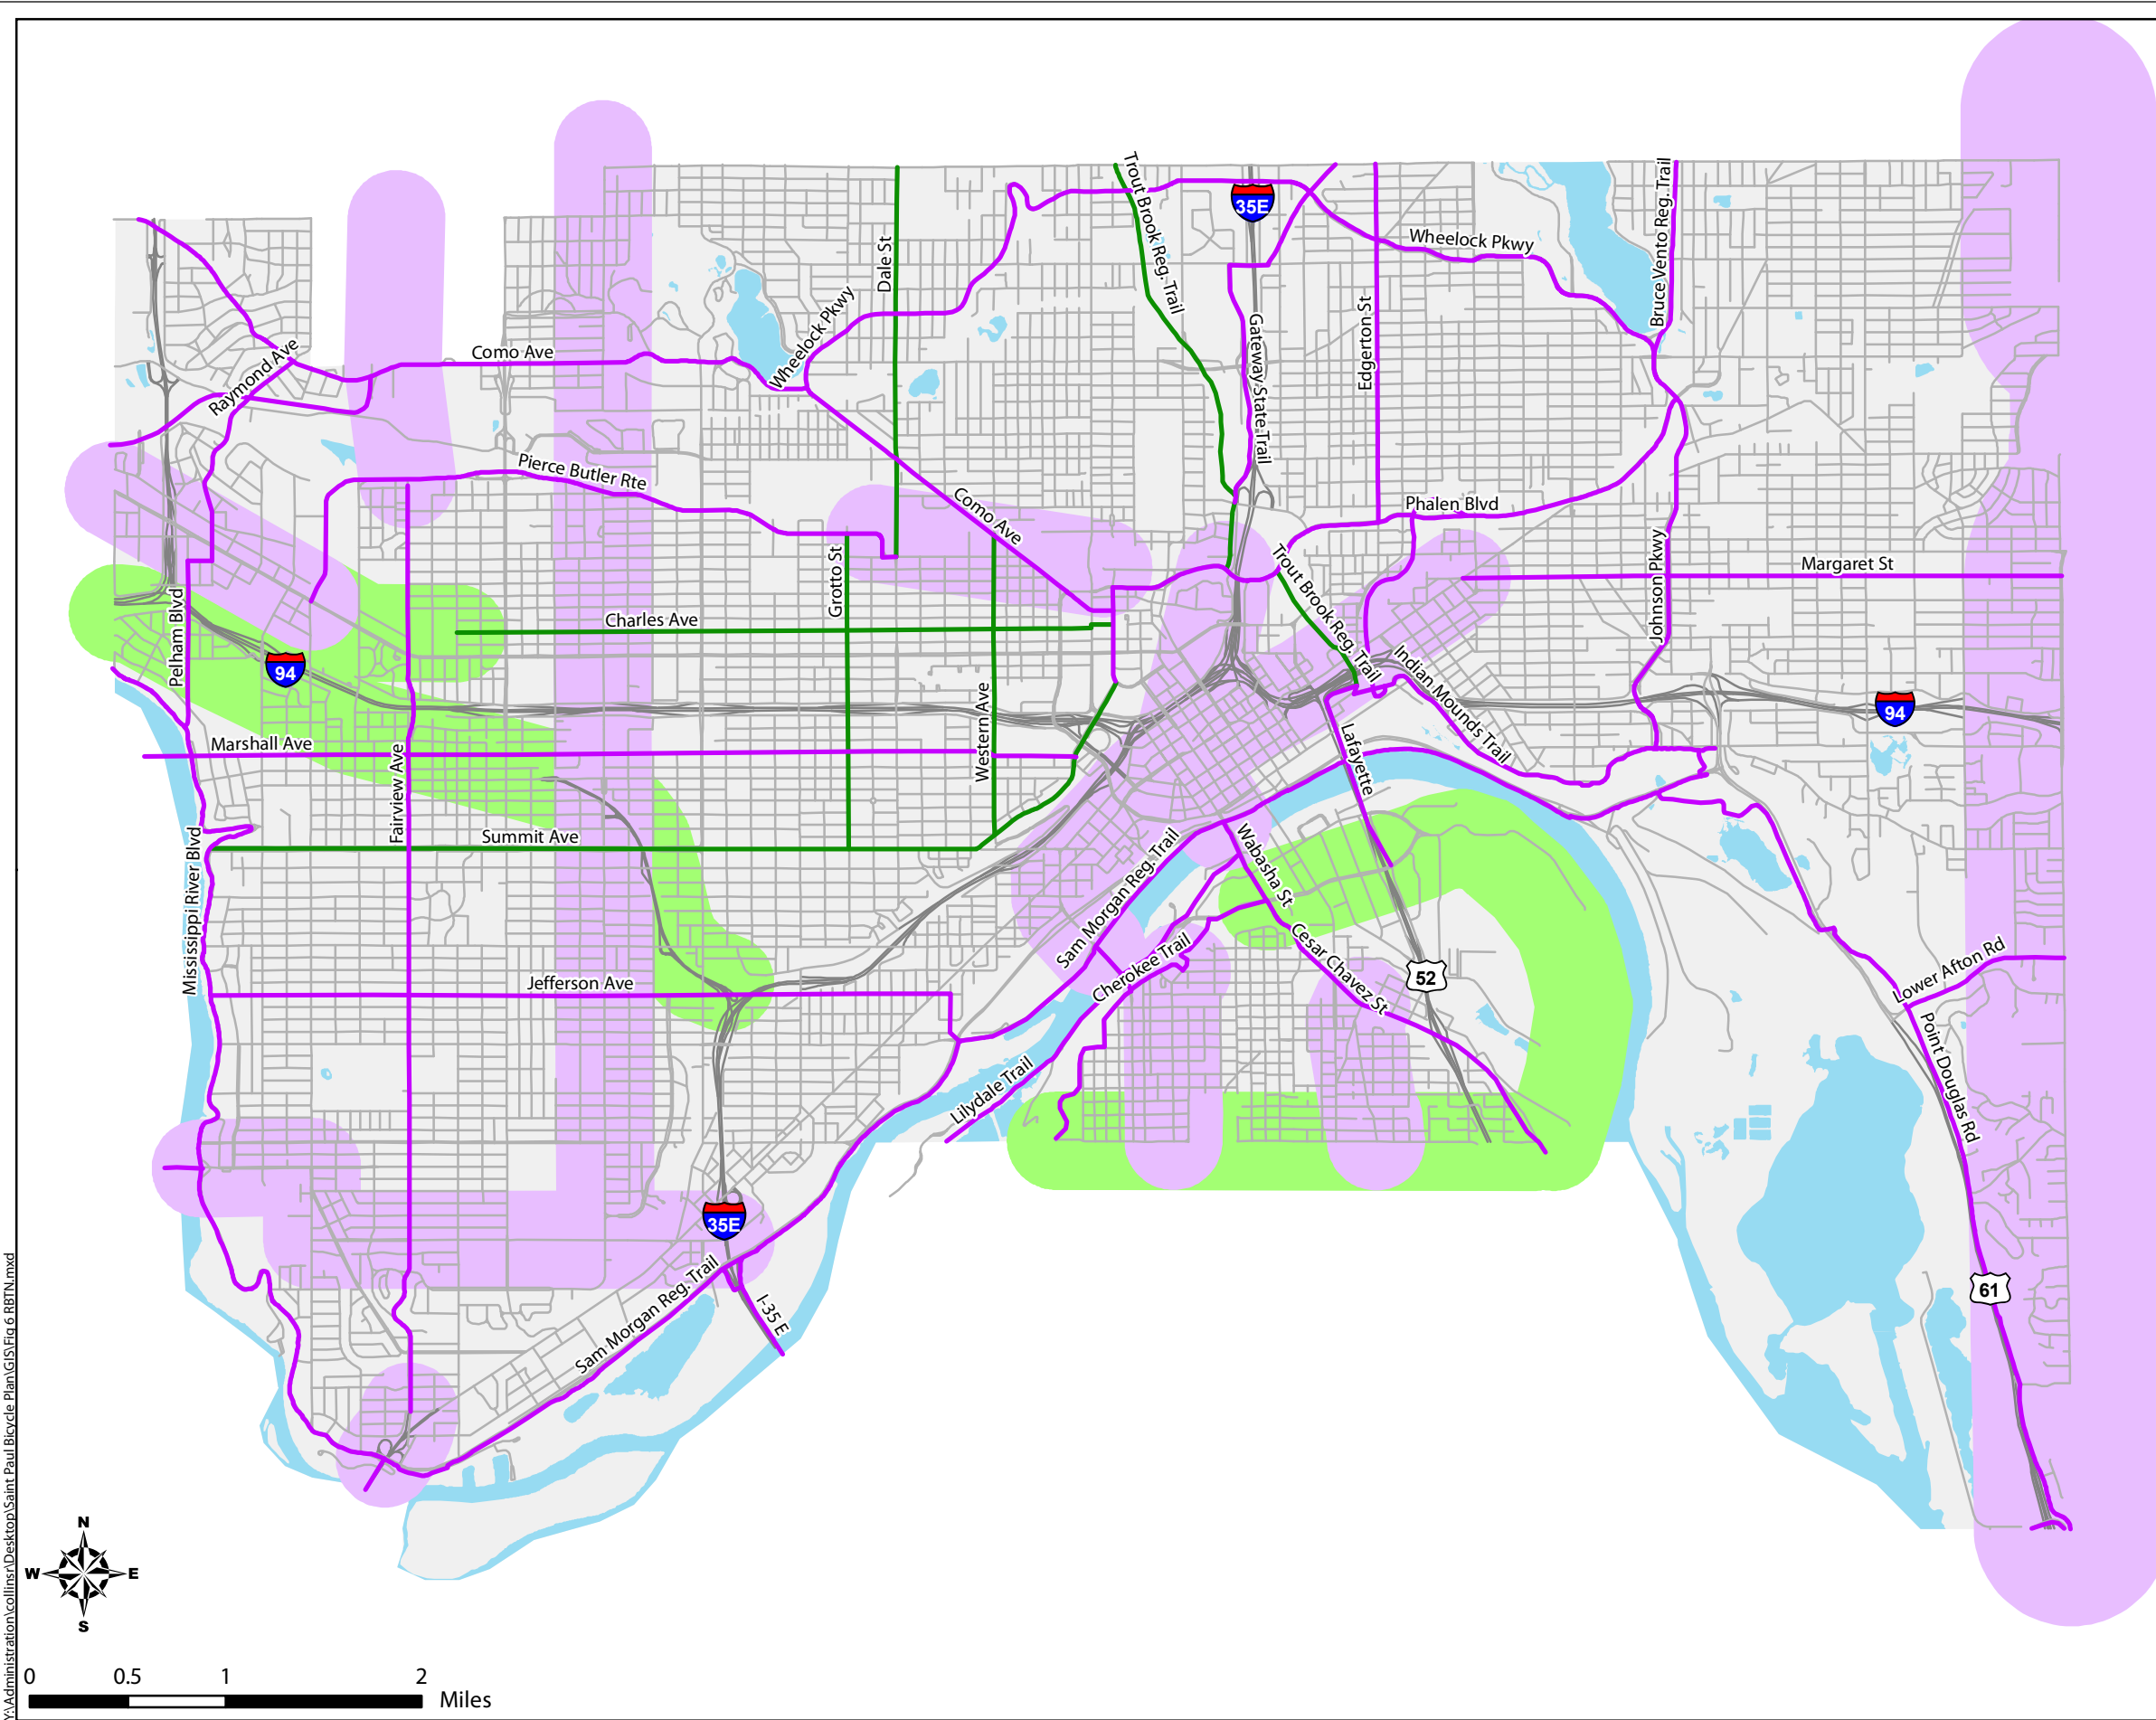 Trout Brook Reg. Trail
35E
Wheelock Pkwy
Bruce Vento Reg. Trail
Dale St
Wheelock Pkwy
Gateway State Trail
Edgerton St
Como Ave
Raymond Ave
Pierce Butler Rte
Como Ave
Phalen Blvd
Grotto St
Trout Brook Reg. Trail
Johnson Pkwy
Margaret St
Pelham Blvd
Charles Ave
94
Indian Mounds Trail
Western Ave
94
Marshall Ave
Fairview Ave
Lafayette
Summit Ave
Mississippi River Blvd
Sam Morgan Reg. Trail
Wabasha St
Cherokee Trail
Cesar Chavez St
52
Lower Afton Rd
Jefferson Ave
Lilydale Trail
Point Douglas Rd
35E
61
Sam Morgan Reg. Trail
I-35 E
Y:\Administration\collinsr\Desktop\Saint Paul Bicycle Plan\GIS\Fig 6 RBTN.mxd
N
W E
S
0 0.5 1 2
Miles